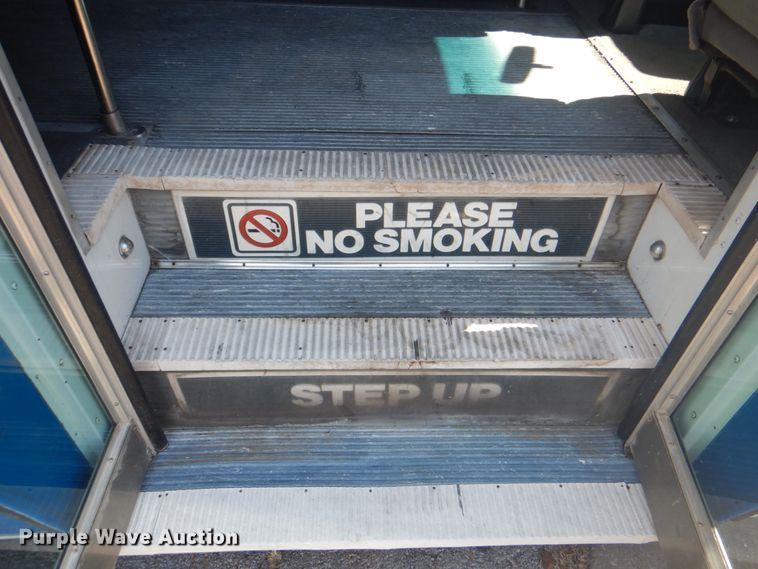 PLEASE
NO SMOKING
STEP UP
Purple Wave Auction